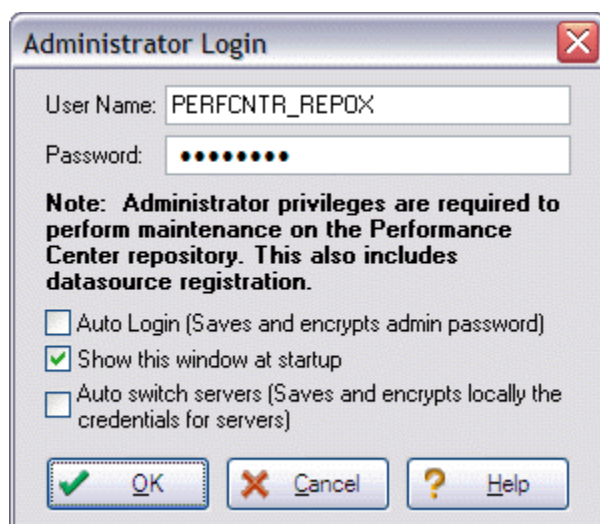 Administrator Login
User Name: PERFCNTR_REPOX
Password: ••••••••
Note: Administrator privileges are required to
perform maintenance on the Performance
Center repository. This also includes
datasource registration.
Auto Login (Saves and encrypts admin password)
Show this window at startup
Auto switch servers (Saves and encrypts locally the
credentials for servers)
OK Cancel Help